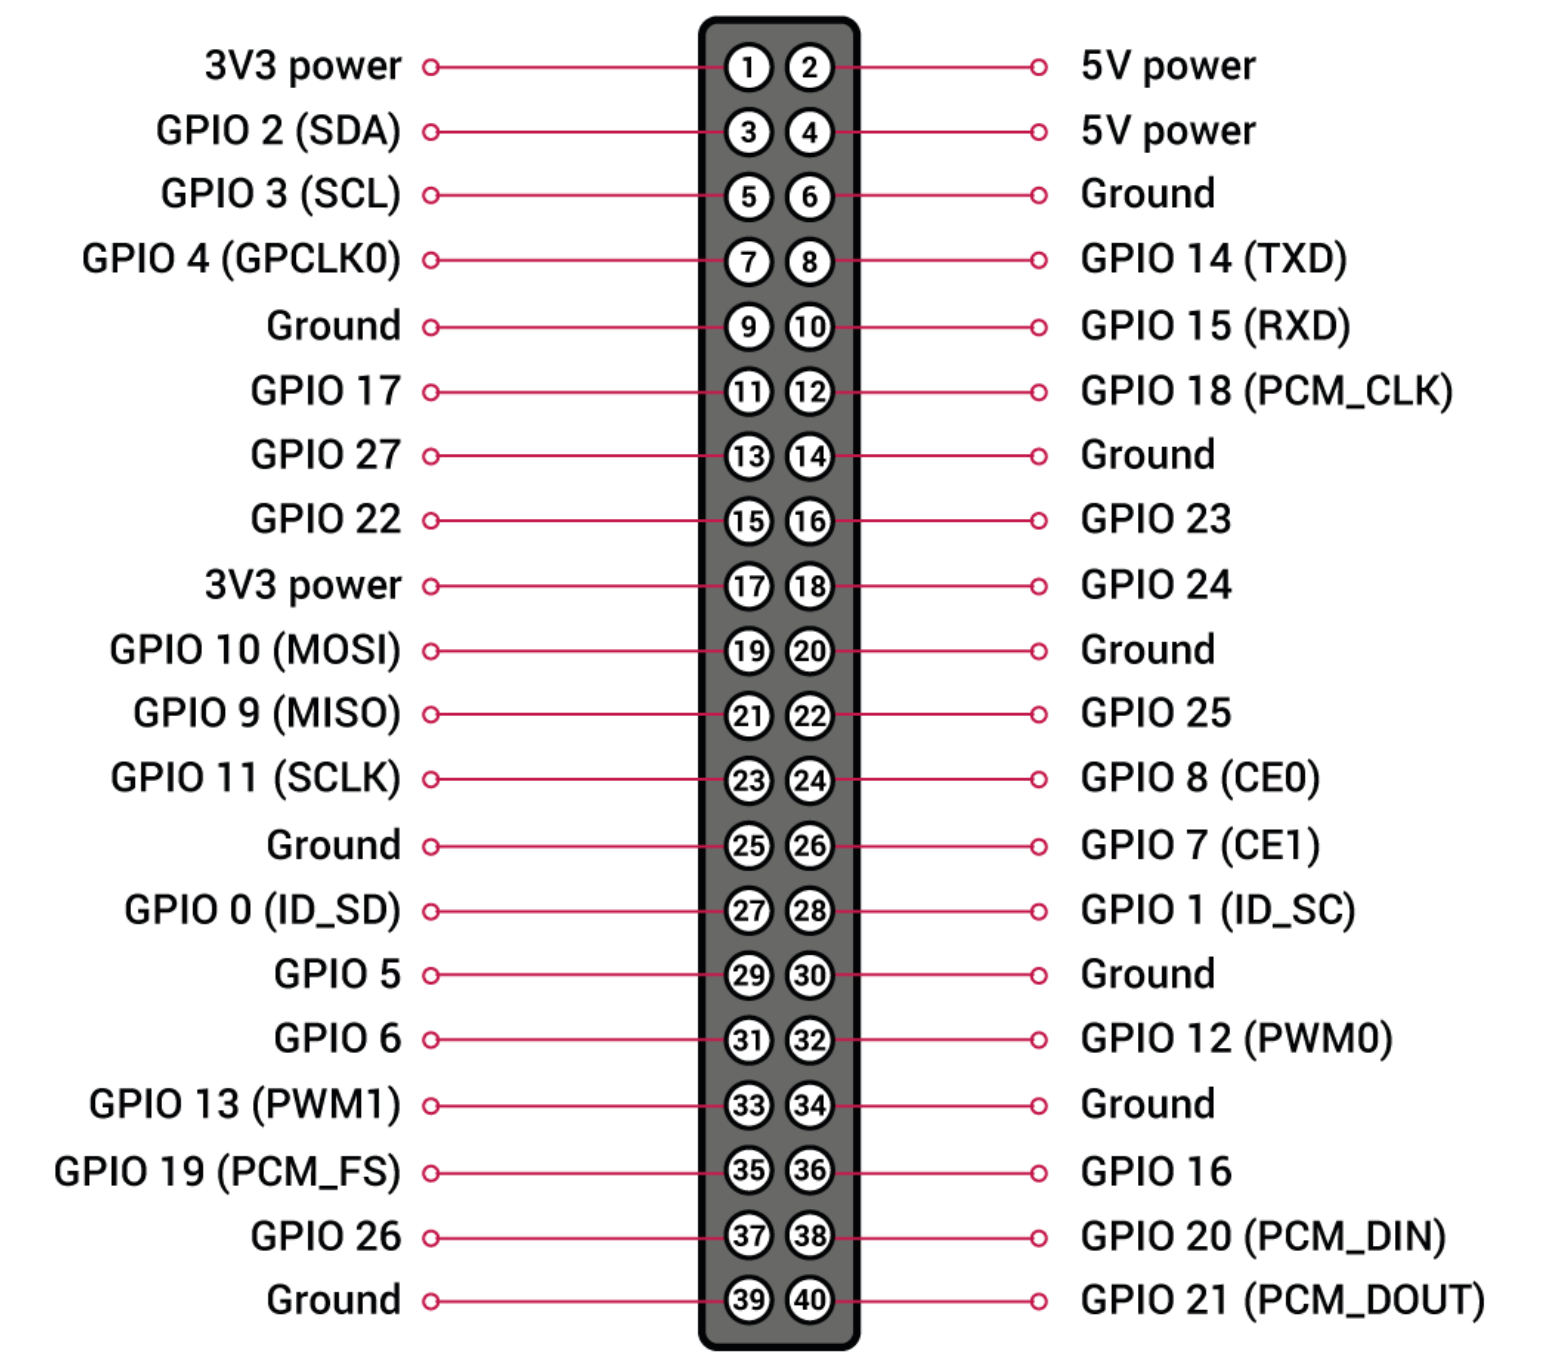 3V3 power 1 2 5V power
GPIO 2 (SDA) 3 4 5V power
GPIO 3 (SCL) 5 6 Ground
GPIO 4 (GPCLK0) 7 8 GPIO 14 (TXD)
Ground 9 10 GPIO 15 (RXD)
GPIO 17 11 12 GPIO 18 (PCM_CLK)
GPIO 27 13 14 Ground
GPIO 22 15 16 GPIO 23
3V3 power 17 18 GPIO 24
GPIO 10 (MOSI) 19 20 Ground
GPIO 9 (MISO) 21 22 GPIO 25
GPIO 11 (SCLK) 23 24 GPIO 8 (CE0)
Ground 25 26 GPIO 7 (CE1)
GPIO 0 (ID_SD) 27 28 GPIO 1 (ID_SC)
GPIO 5 29 30 Ground
GPIO 6 31 32 GPIO 12 (PWM0)
GPIO 13 (PWM1) 33 34 Ground
GPIO 19 (PCM_FS) 35 36 GPIO 16
GPIO 26 37 38 GPIO 20 (PCM_DIN)
Ground 39 40 GPIO 21 (PCM_DOUT)